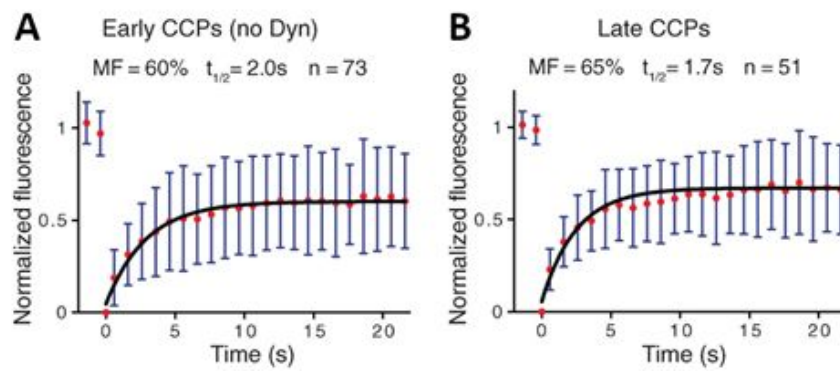 A Early CCPs (no Dyn)
MF = 60% t1/2= 2.0s n = 73
Normalized fluorescence
1
0.5
0
0 5 10 15 20
Time (s)
B Late CCPs
MF = 65% t1/2= 1.7s n = 51
Normalized fluorescence
1
0.5
0
0 5 10 15 20
Time (s)